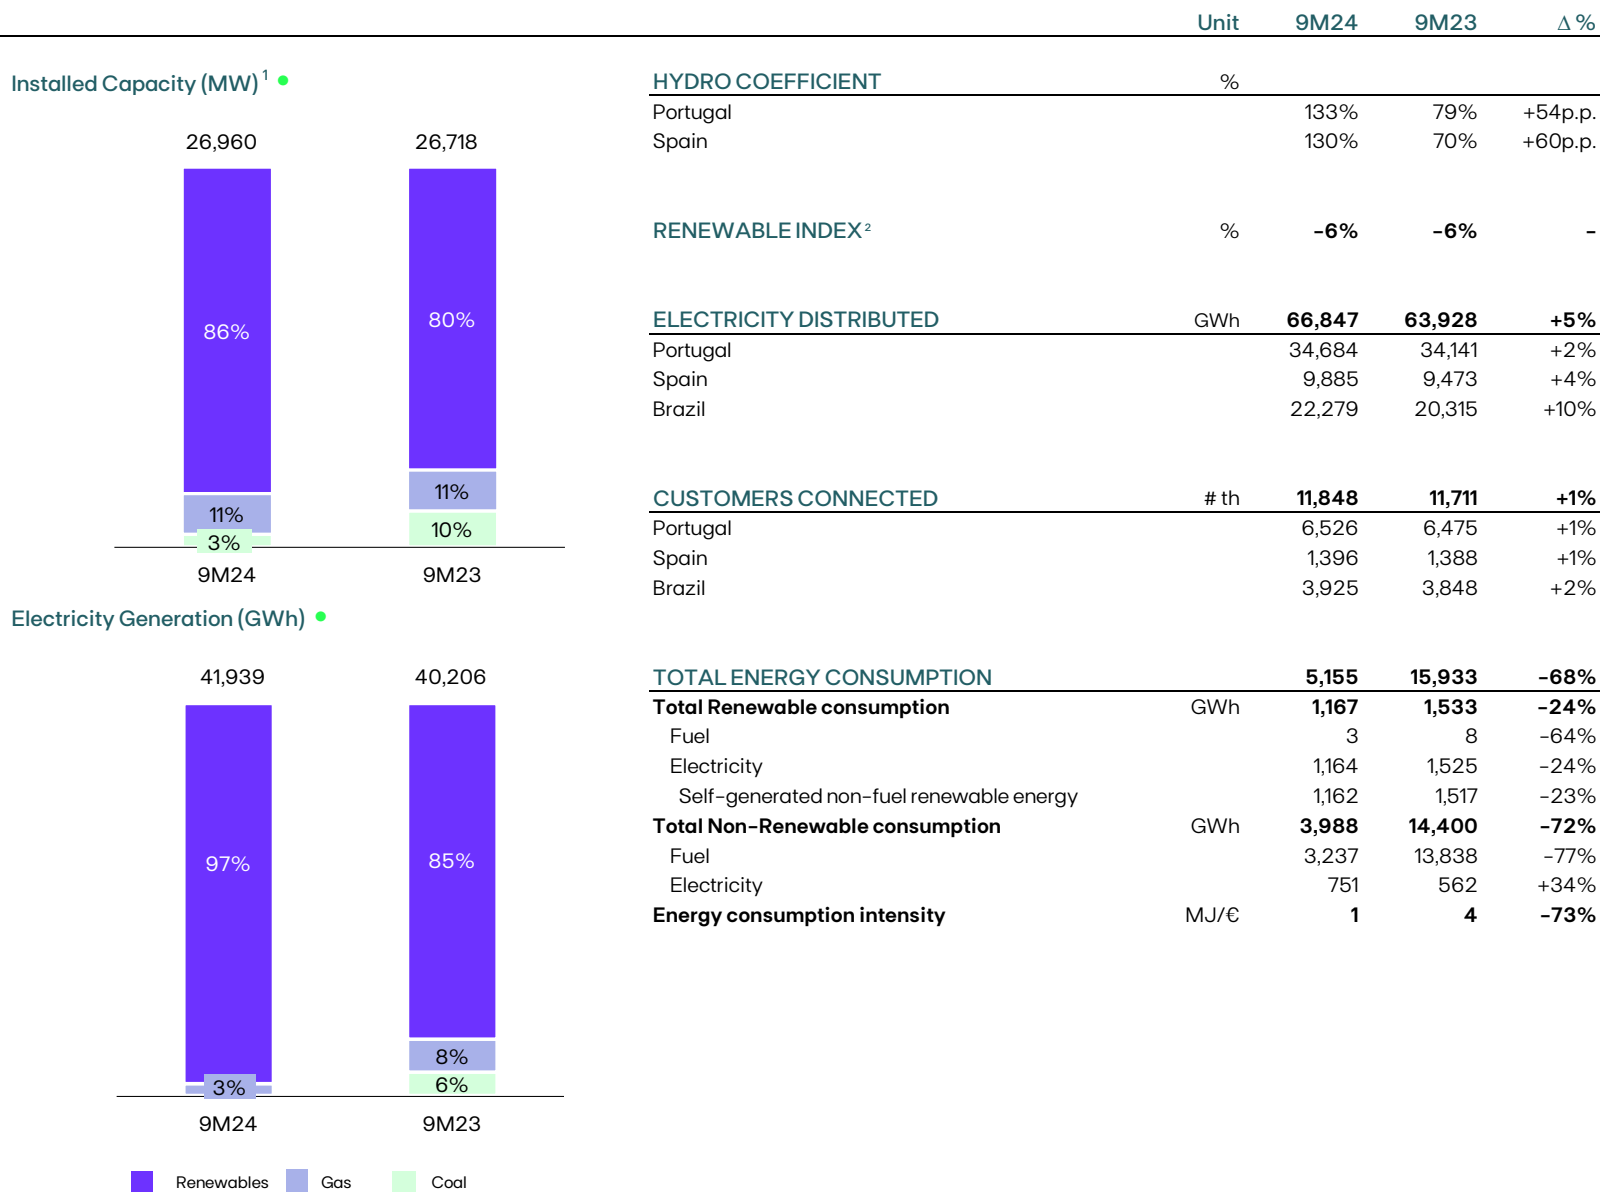 Unit 9M24 9M23 Δ %
Installed Capacity (MW) 1
26,960 26,718
86% 80%
11% 11%
3% 10%
9M24 9M23
Electricity Generation (GWh)
41,939 40,206
97% 85%
3% 8%
6%
9M24 9M23
Renewables Gas Coal
HYDRO COEFFICIENT %
Portugal 133% 79% +54p.p.
Spain 130% 70% +60p.p.
RENEWABLE INDEX 2 % -6% -6% -
ELECTRICITY DISTRIBUTED GWh 66,847 63,928 +5%
Portugal 34,684 34,141 +2%
Spain 9,885 9,473 +4%
Brazil 22,279 20,315 +10%
CUSTOMERS CONNECTED # th 11,848 11,711 +1%
Portugal 6,526 6,475 +1%
Spain 1,396 1,388 +1%
Brazil 3,925 3,848 +2%
TOTAL ENERGY CONSUMPTION 5,155 15,933 -68%
Total Renewable consumption GWh 1,167 1,533 -24%
Fuel 3 8 -64%
Electricity 1,164 1,525 -24%
Self-generated non-fuel renewable energy 1,162 1,517 -23%
Total Non-Renewable consumption GWh 3,988 14,400 -72%
Fuel 3,237 13,838 -77%
Electricity 751 562 +34%
Energy consumption intensity MJ/€ 1 4 -73%